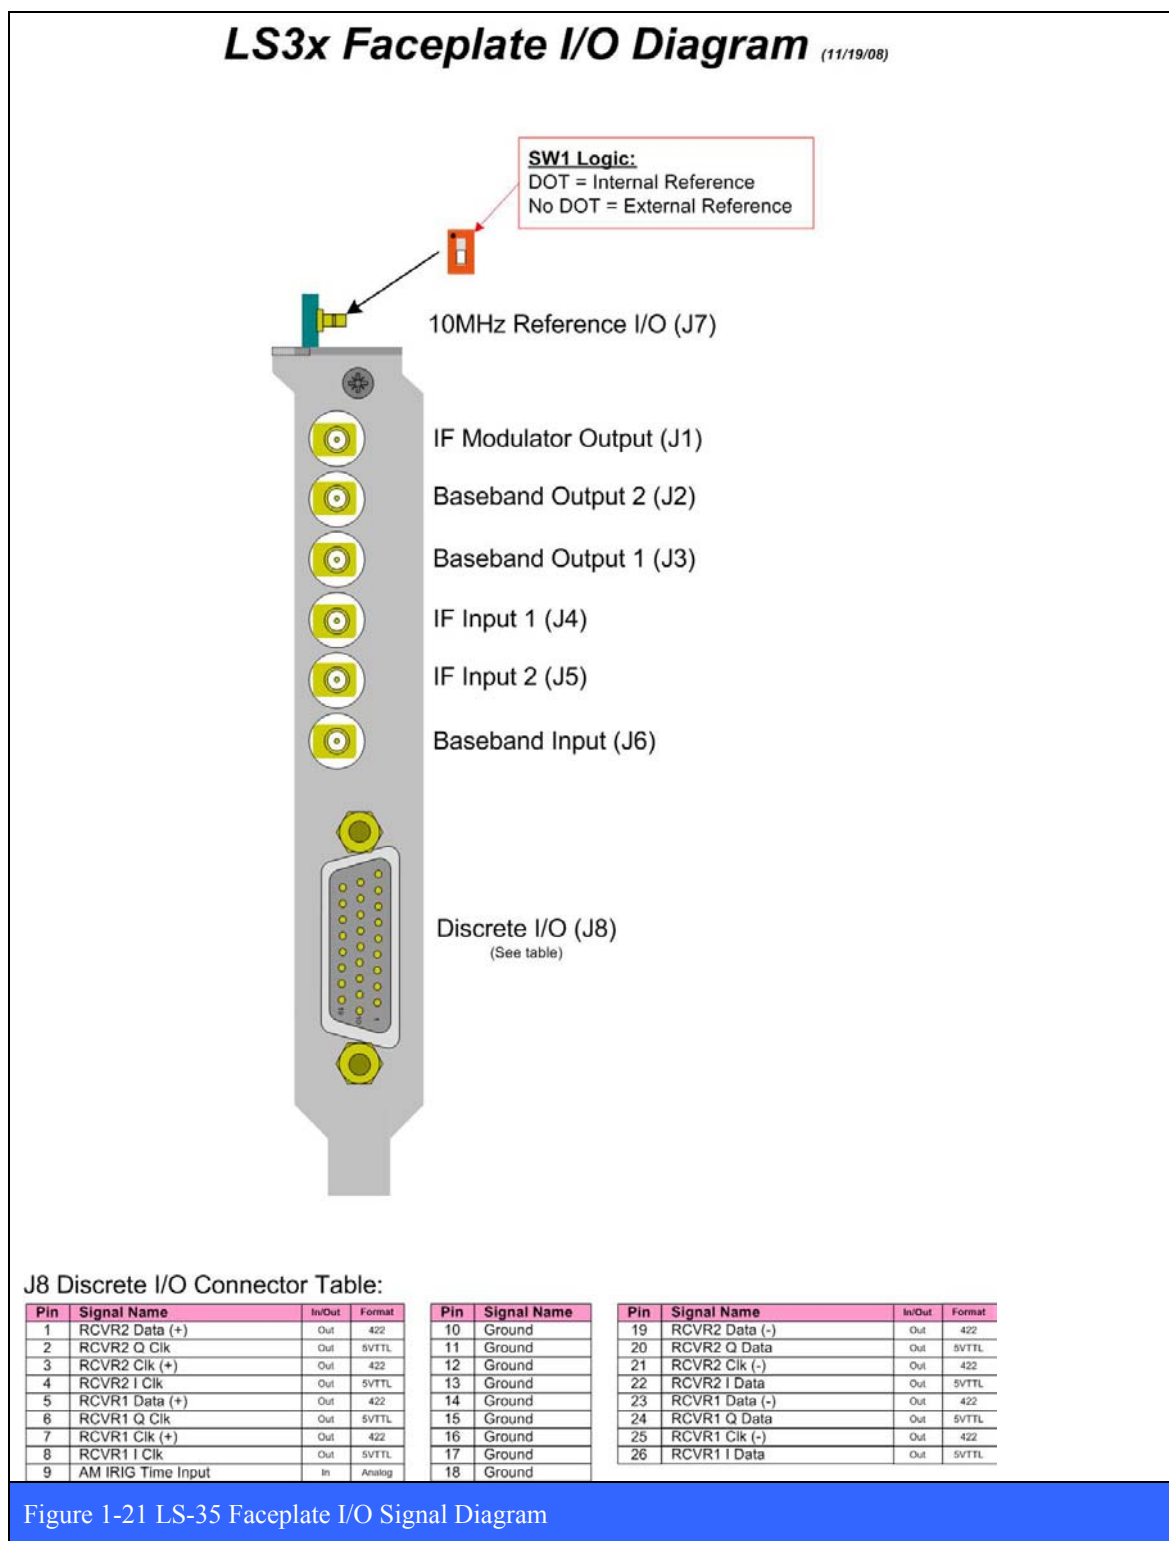 LS3x Faceplate I/O Diagram (11/19/08)
SW1 Logic:
DOT = Internal Reference
No DOT = External Reference
10MHz Reference I/O (J7)
IF Modulator Output (J1)
Baseband Output 2 (J2)
Baseband Output 1 (J3)
IF Input 1 (J4)
IF Input 2 (J5)
Baseband Input (J6)
Discrete I/O (J8)
(See table)
19 10 1
J8 Discrete I/O Connector Table:
Pin Signal Name In/Out Format
1 RCVR2 Data (+) Out 422
2 RCVR2 Q Clk Out 5VTTL
3 RCVR2 Clk (+) Out 422
4 RCVR2 I Clk Out 5VTTL
5 RCVR1 Data (+) Out 422
6 RCVR1 Q Clk Out 5VTTL
7 RCVR1 Clk (+) Out 422
8 RCVR1 I Clk Out 5VTTL
9 AM IRIG Time Input In Analog
Pin Signal Name
10 Ground
11 Ground
12 Ground
13 Ground
14 Ground
15 Ground
16 Ground
17 Ground
18 Ground
Pin Signal Name In/Out Format
19 RCVR2 Data (-) Out 422
20 RCVR2 Q Data Out 5VTTL
21 RCVR2 Clk (-) Out 422
22 RCVR2 I Data Out 5VTTL
23 RCVR1 Data (-) Out 422
24 RCVR1 Q Data Out 5VTTL
25 RCVR1 Clk (-) Out 422
26 RCVR1 I Data Out 5VTTL
Figure 1-21 LS-35 Faceplate I/O Signal Diagram